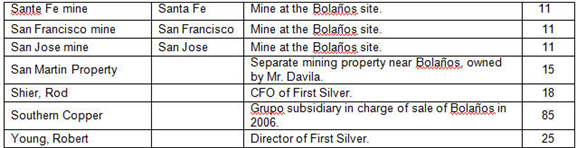 Sante Fe mine Santa Fe Mine at the Bolaños site. 11
San Francisco mine San Francisco Mine at the Bolaños site. 11
San Jose mine San Jose Mine at the Bolaños site. 11
San Martin Property Separate mining property near Bolaños, owned by Mr. Davila. 15
Shier, Rod CFO of First Silver. 18
Southern Copper Grupo subsidiary in charge of sale of Bolaños in 2006. 85
Young, Robert Director of First Silver. 25